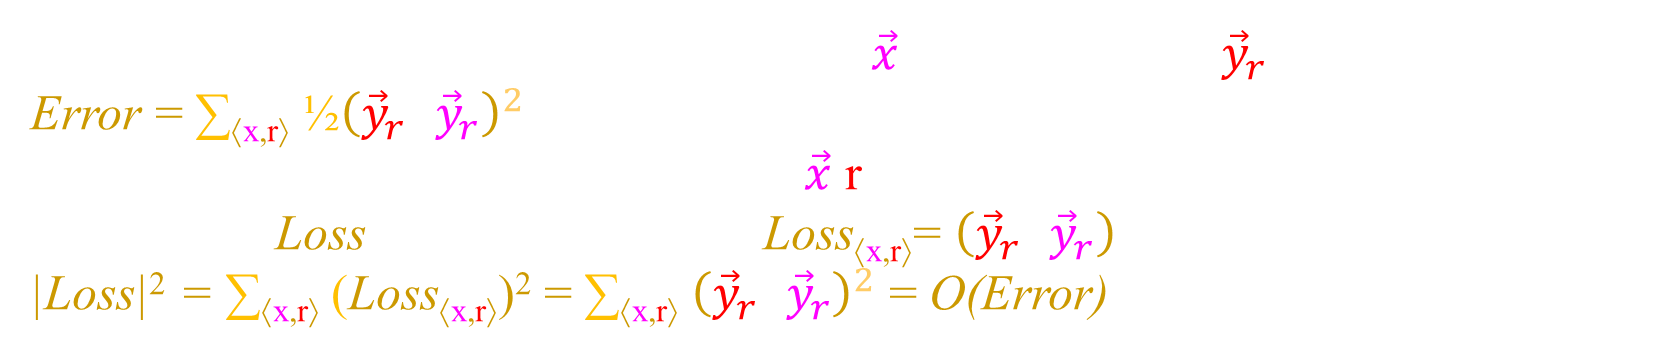 x⃗ y⃗ᵣ
Error = ∑⟨x,r⟩ ½(y⃗ᵣ y⃗ᵣ)²
x⃗ r
Loss Loss⟨x,r⟩= (y⃗ᵣ y⃗ᵣ)
|Loss|² = ∑⟨x,r⟩ (Loss⟨x,r⟩)² = ∑⟨x,r⟩ (y⃗ᵣ y⃗ᵣ)² = O(Error)